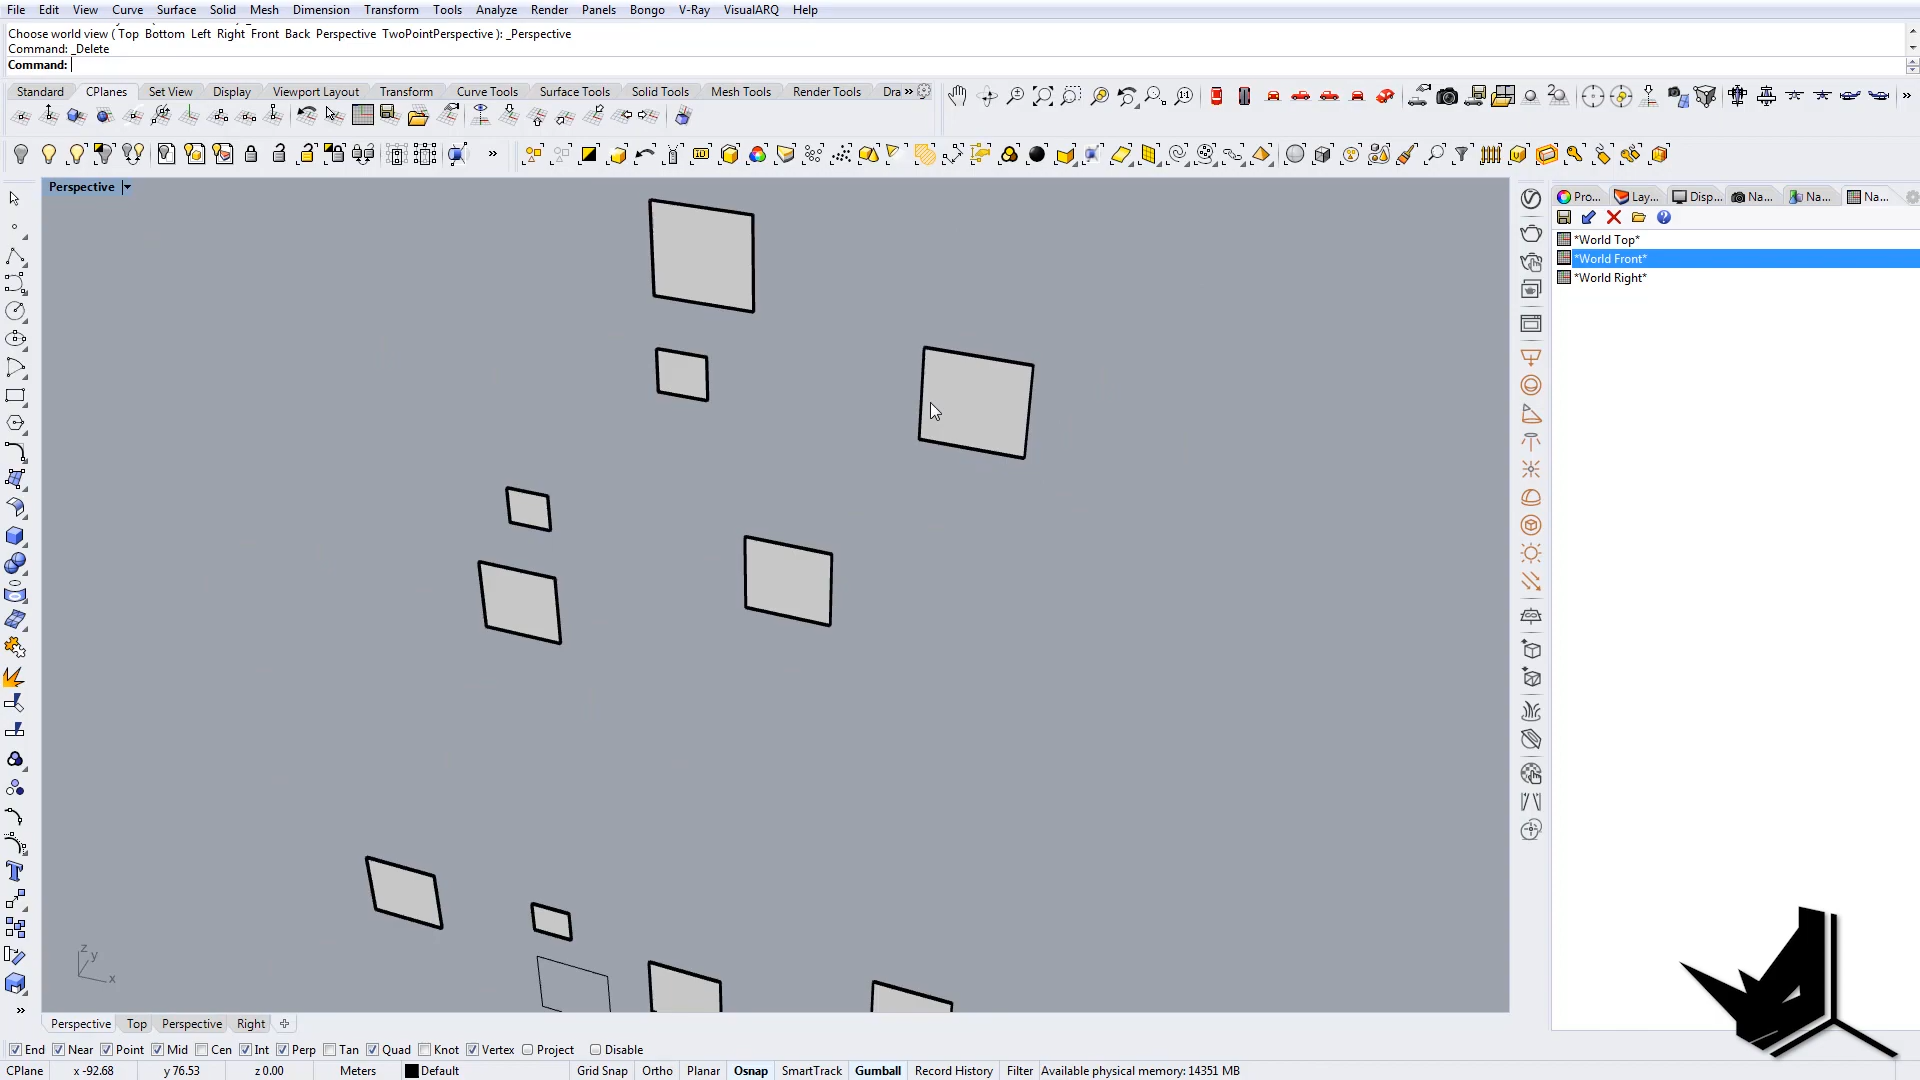 File Edit View Curve Surface Solid Mesh Dimension Transform Tools Analyze Render Panels Bongo V-Ray VisualARQ Help
Choose world view ( Top Bottom Left Right Front Back Perspective TwoPointPerspective ): _Perspective
Command: _Delete
Command:
Standard CPlanes Set View Display Viewport Layout Transform Curve Tools Surface Tools Solid Tools Mesh Tools Render Tools Dra »
Perspective
Pro... Lay... Disp... Na... Na... Na...
*World Top*
*World Front*
*World Right*
z
y
x
Perspective Top Perspective Right
End Near Point Mid Cen Int Perp Tan Quad Knot Vertex Project Disable
CPlane x -92.68 y 76.53 z 0.00 Meters Default Grid Snap Ortho Planar Osnap SmartTrack Gumball Record History Filter Available physical memory: 14351 MB